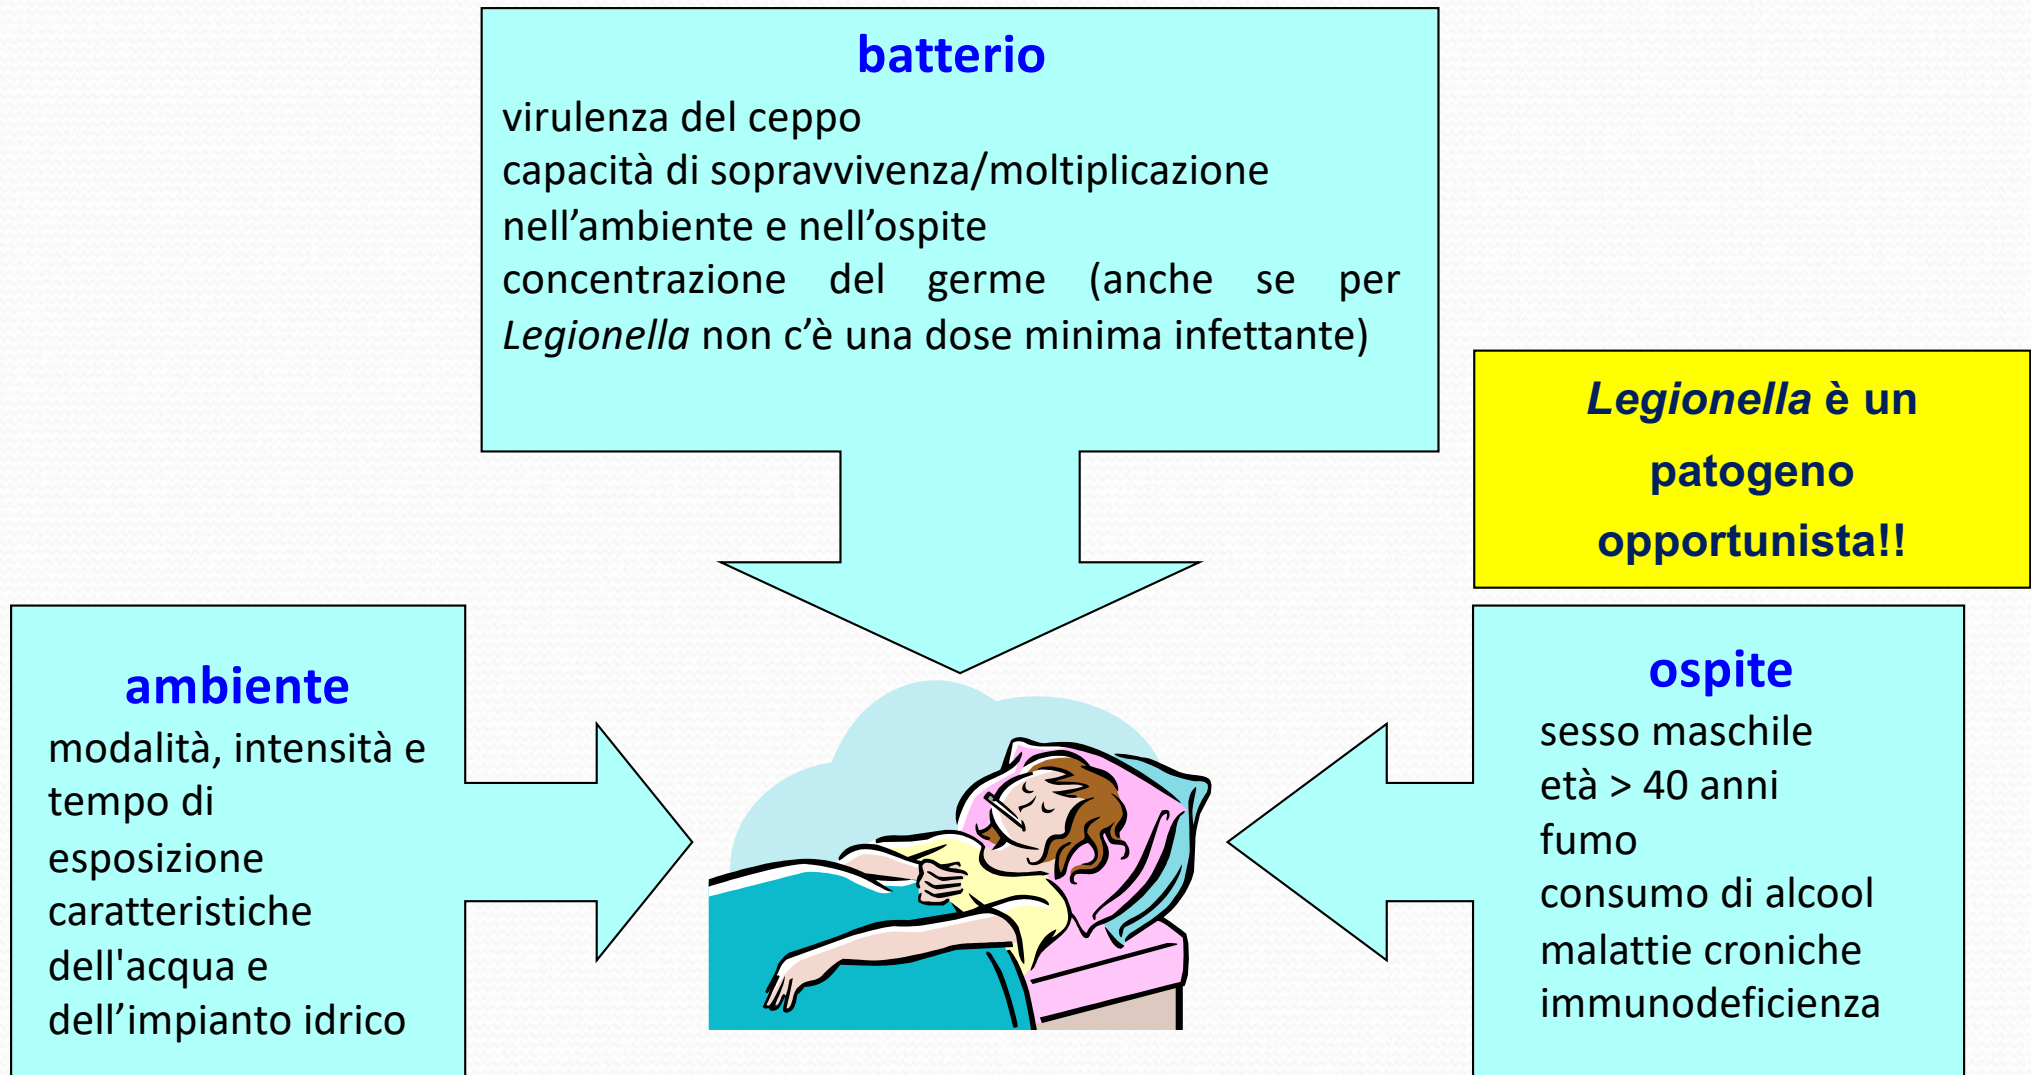 batterio
virulenza del ceppo
capacità di sopravvivenza/moltiplicazione
nell’ambiente e nell’ospite
concentrazione del germe (anche se per
Legionella non c’è una dose minima infettante)
Legionella è un
patogeno
opportunista!!
ambiente
modalità, intensità e
tempo di
esposizione
caratteristiche
dell'acqua e
dell’impianto idrico
ospite
sesso maschile
età > 40 anni
fumo
consumo di alcool
malattie croniche
immunodeficienza